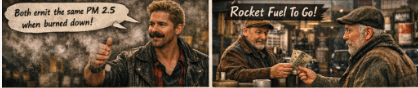 Both emit the same PM 2.5
when burned down!
Rocket Fuel To Go!